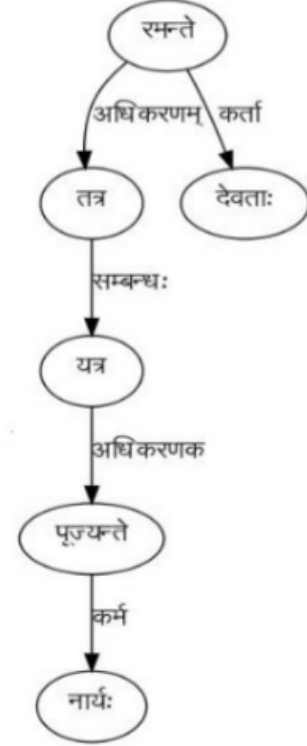 रमन्ते
अधिकरणम् कर्ता
तत्र देवताः
सम्बन्धः
यत्र
अधिकरणक
पूज्यन्ते
कर्म
नार्यः